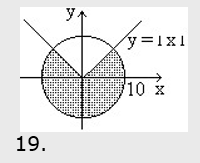 y
y = |x|
10 x
19.